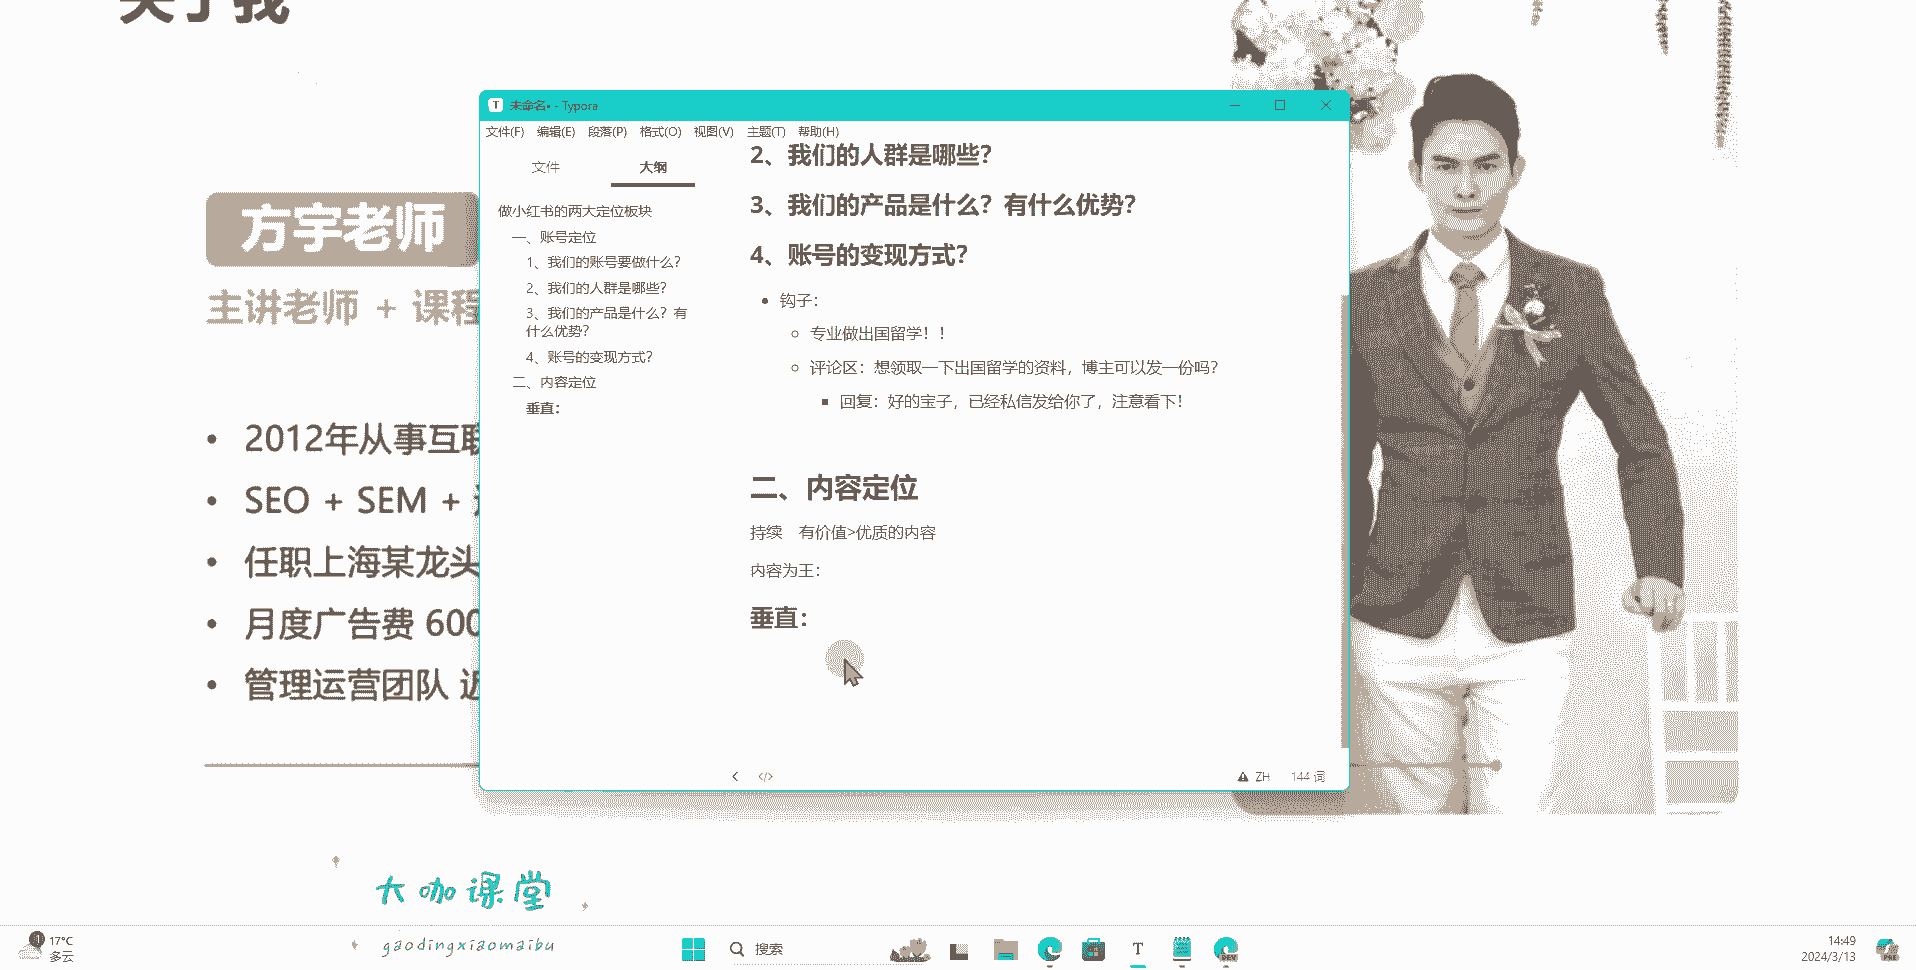 关于我
方宇老师
主讲老师 + 课程
• 2012年从事互联
• SEO + SEM +
• 任职上海某龙头
• 月度广告费 600
• 管理运营团队 近
大咖课堂
gaodingxiaomaibu
T 未命名• - Typora
文件(F) 编辑(E) 段落(P) 格式(O) 视图(V) 主题(T) 帮助(H)
文件 大纲
做小红书的两大定位板块
一、账号定位
1、我们的账号要做什么？
2、我们的人群是哪些？
3、我们的产品是什么？有
什么优势？
4、账号的变现方式？
二、内容定位
垂直：
2、我们的人群是哪些？
3、我们的产品是什么？有什么优势？
4、账号的变现方式？
• 钩子：
专业做出国留学！！
评论区：想领取一下出国留学的资料，博主可以发一份吗？
回复：好的宝子，已经私信发给你了，注意看下！
二、内容定位
持续 有价值>优质的内容
内容为王：
垂直：
</> ZH 144 词
1 17°C
多云
搜索
T
DEV
14:49
2024/3/13
PRE